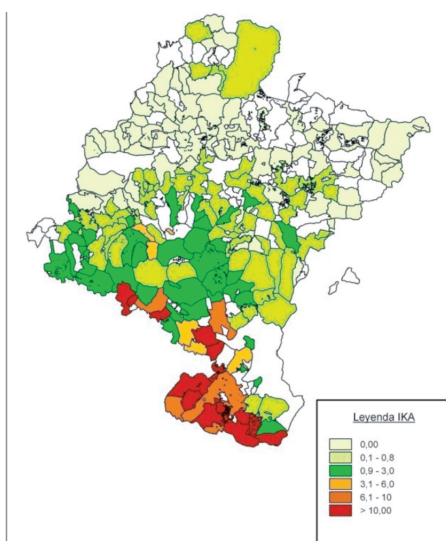 Leyenda IKA
0,00
0,1 - 0,8
0,9 - 3,0
3,1 - 6,0
6,1 - 10
> 10,00